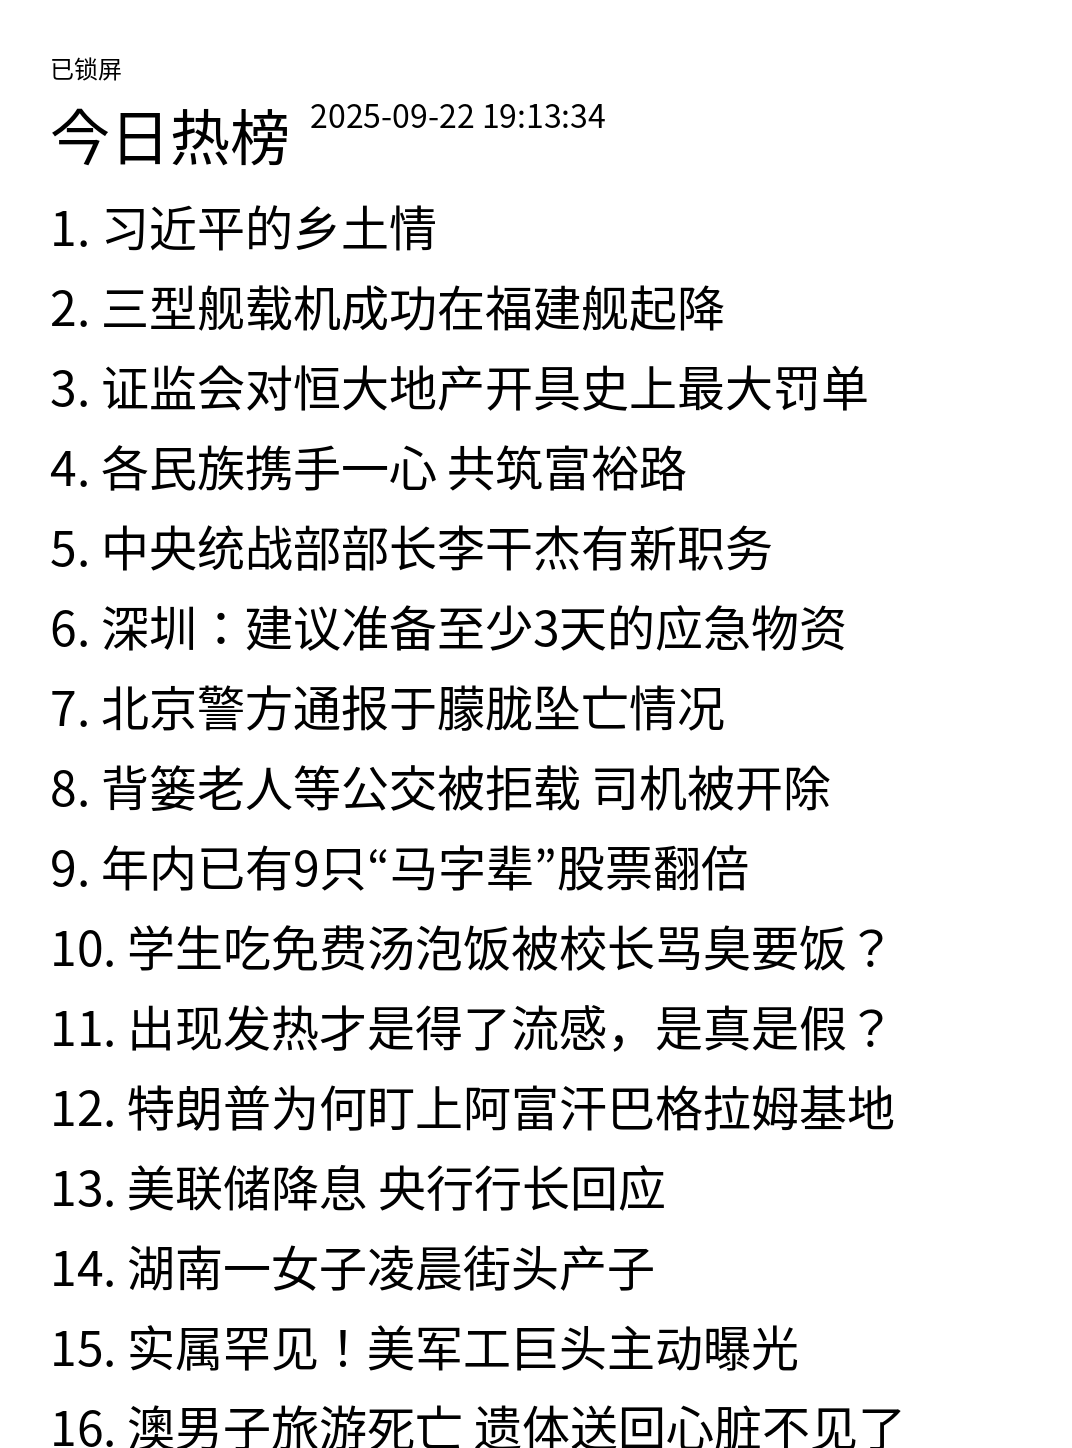 已锁屏
今日热榜 2025-09-22 19:13:34
1. 习近平的乡土情
2. 三型舰载机成功在福建舰起降
3. 证监会对恒大地产开具史上最大罚单
4. 各民族携手一心 共筑富裕路
5. 中央统战部部长李干杰有新职务
6. 深圳：建议准备至少3天的应急物资
7. 北京警方通报于朦胧坠亡情况
8. 背篓老人等公交被拒载 司机被开除
9. 年内已有9只“马字辈”股票翻倍
10. 学生吃免费汤泡饭被校长骂臭要饭？
11. 出现发热才是得了流感，是真是假？
12. 特朗普为何盯上阿富汗巴格拉姆基地
13. 美联储降息 央行行长回应
14. 湖南一女子凌晨街头产子
15. 实属罕见！美军工巨头主动曝光
16. 澳男子旅游死亡 遗体送回心脏不见了